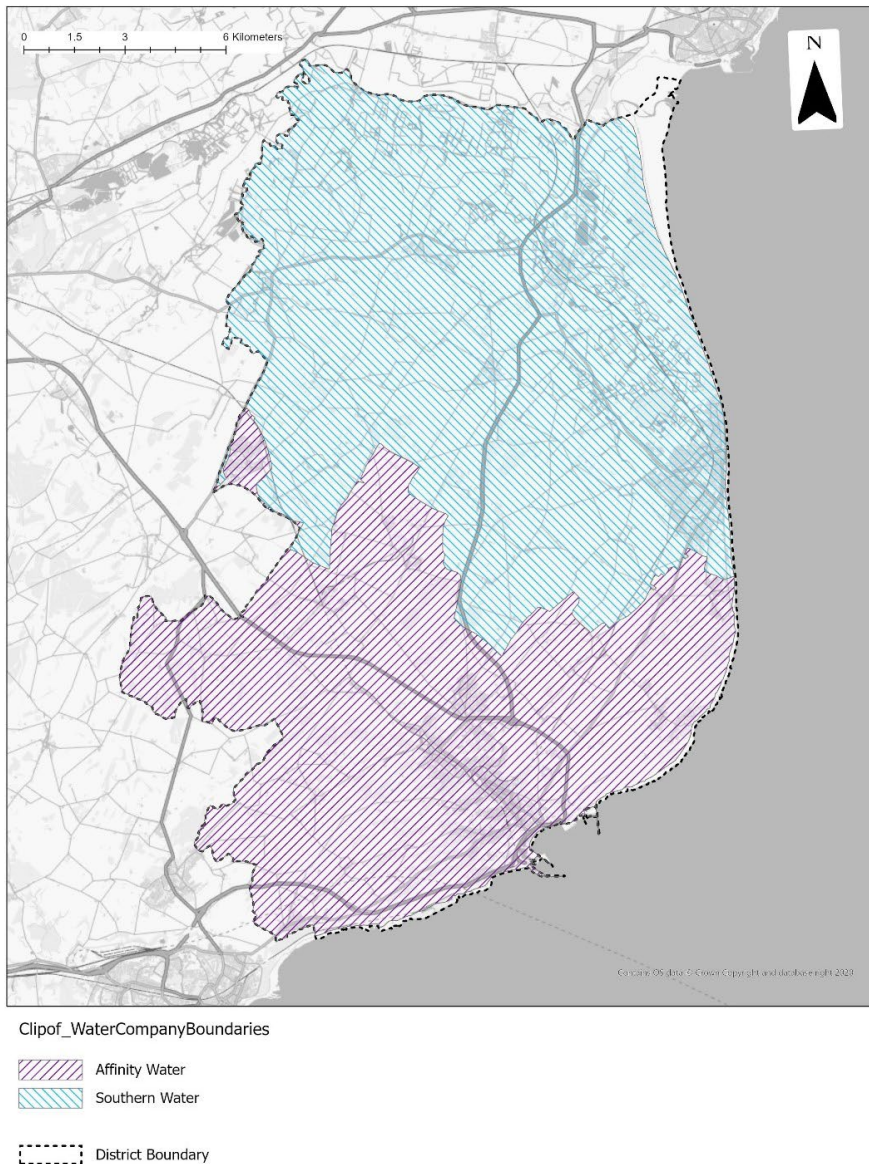 0 1.5 3 6 Kilometers
N
Contains OS data © Crown Copyright and database right 2020
Clipof_WaterCompanyBoundaries
Affinity Water
Southern Water
District Boundary